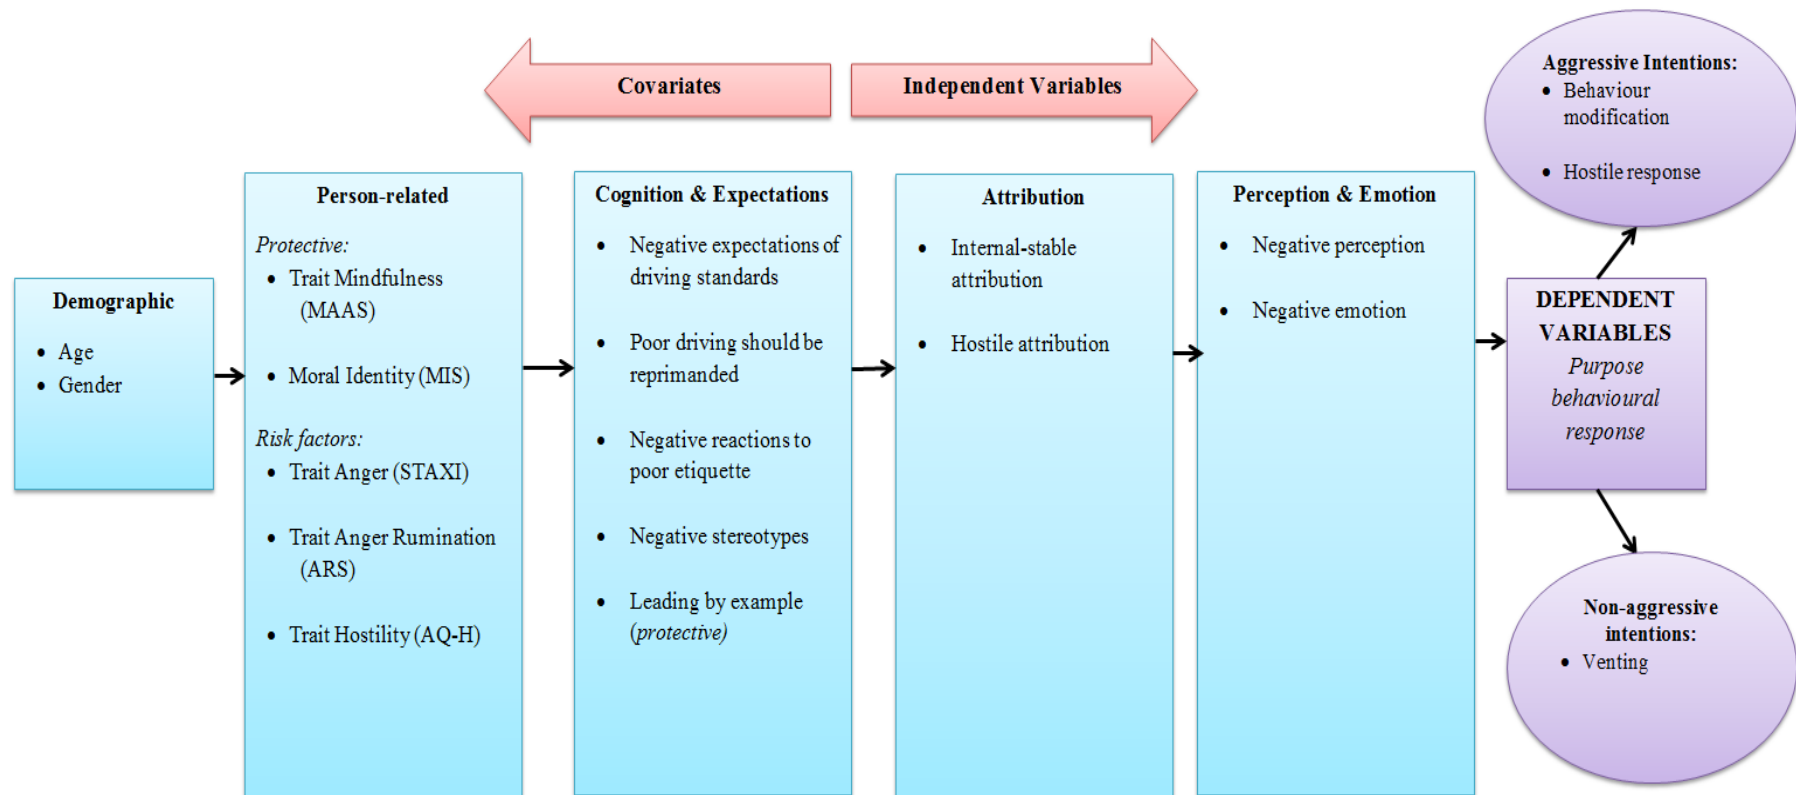 Covariates
Independent Variables
Demographic
• Age
• Gender
Person-related
Protective:
• Trait Mindfulness
(MAAS)
• Moral Identity (MIS)
Risk factors:
• Trait Anger (STAXI)
• Trait Anger Rumination
(ARS)
• Trait Hostility (AQ-H)
Cognition & Expectations
• Negative expectations of
driving standards
• Poor driving should be
reprimanded
• Negative reactions to
poor etiquette
• Negative stereotypes
• Leading by example
(protective)
Attribution
• Internal-stable
attribution
• Hostile attribution
Perception & Emotion
• Negative perception
• Negative emotion
DEPENDENT
VARIABLES
Purpose
behavioural
response
Aggressive Intentions:
• Behaviour
modification
• Hostile response
Non-aggressive
intentions:
• Venting